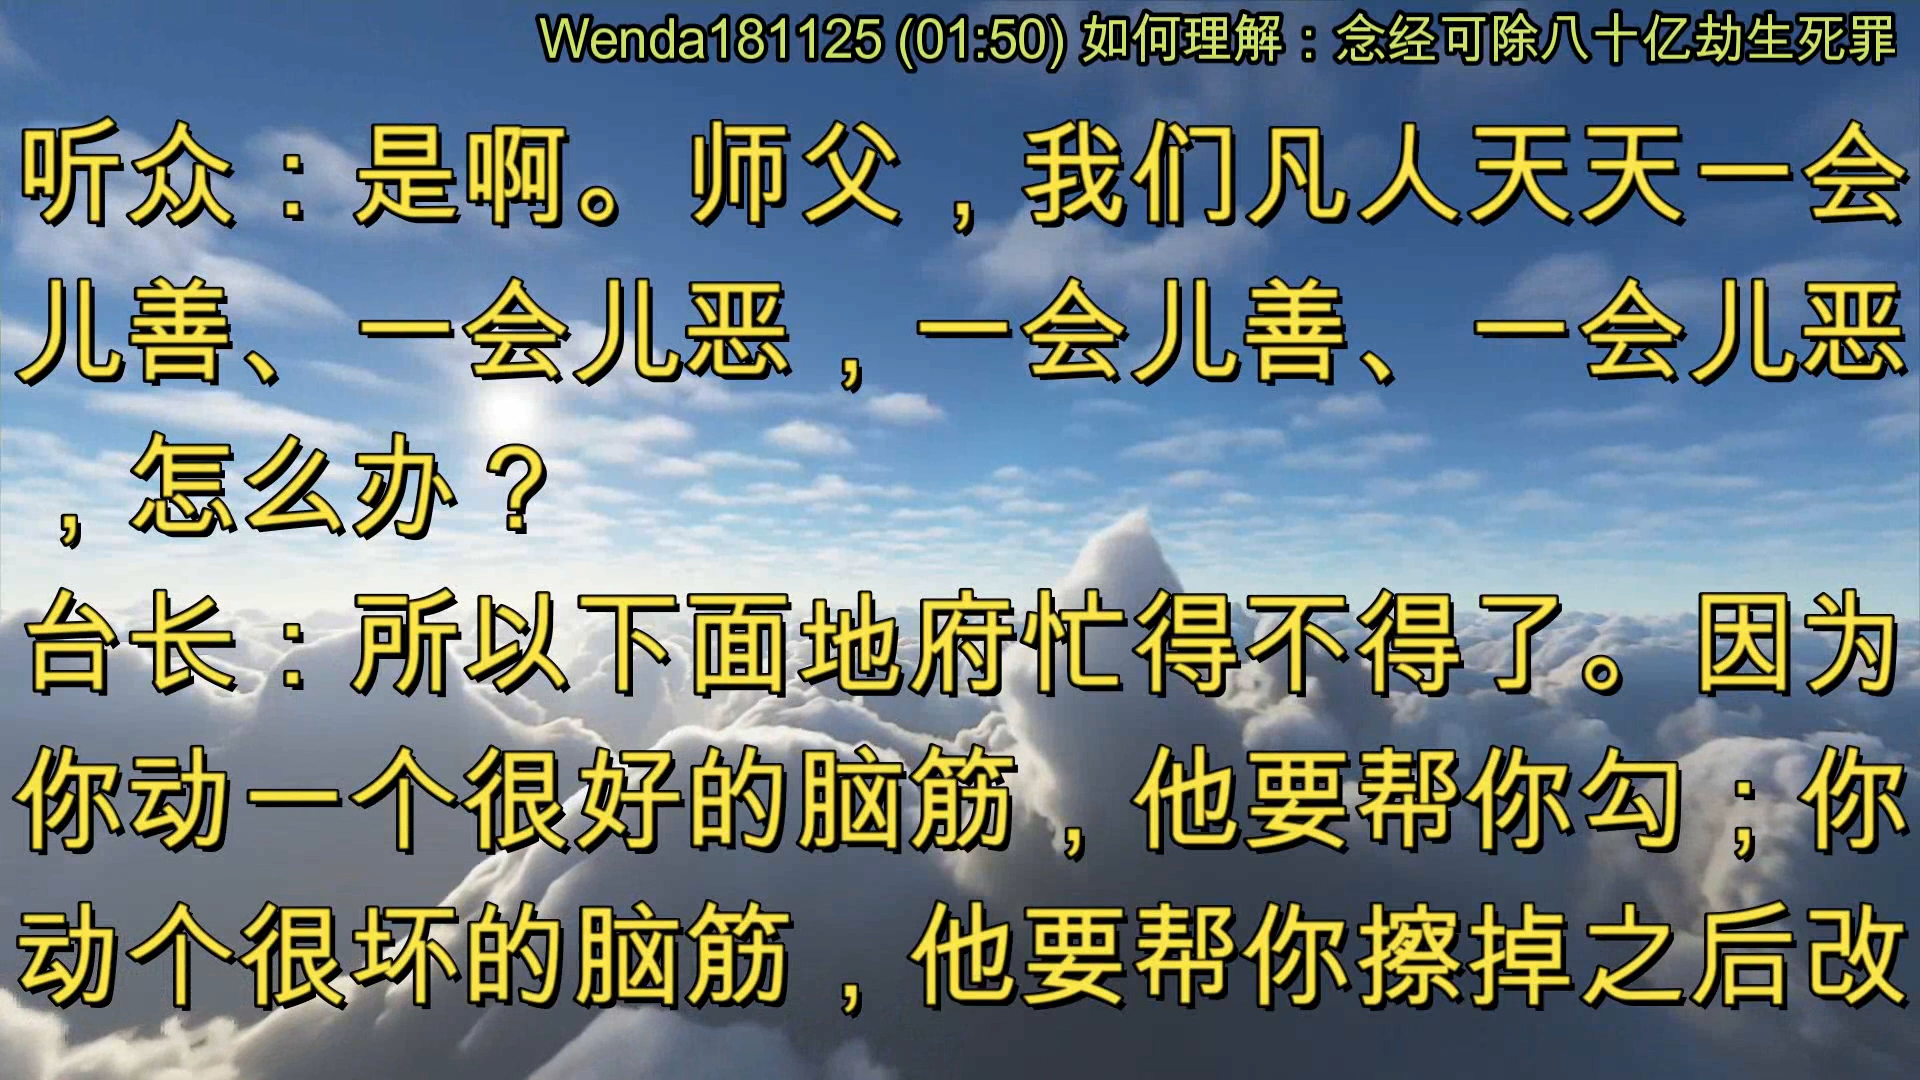 Wenda181125 (01:50) 如何理解：念经可除八十亿劫生死罪
听众：是啊。师父，我们凡人天天一会
儿善、一会儿恶，一会儿善、一会儿恶
，怎么办？
台长：所以下面地府忙得不得了。因为
你动一个很好的脑筋，他要帮你勾；你
动个很坏的脑筋，他要帮你擦掉之后改